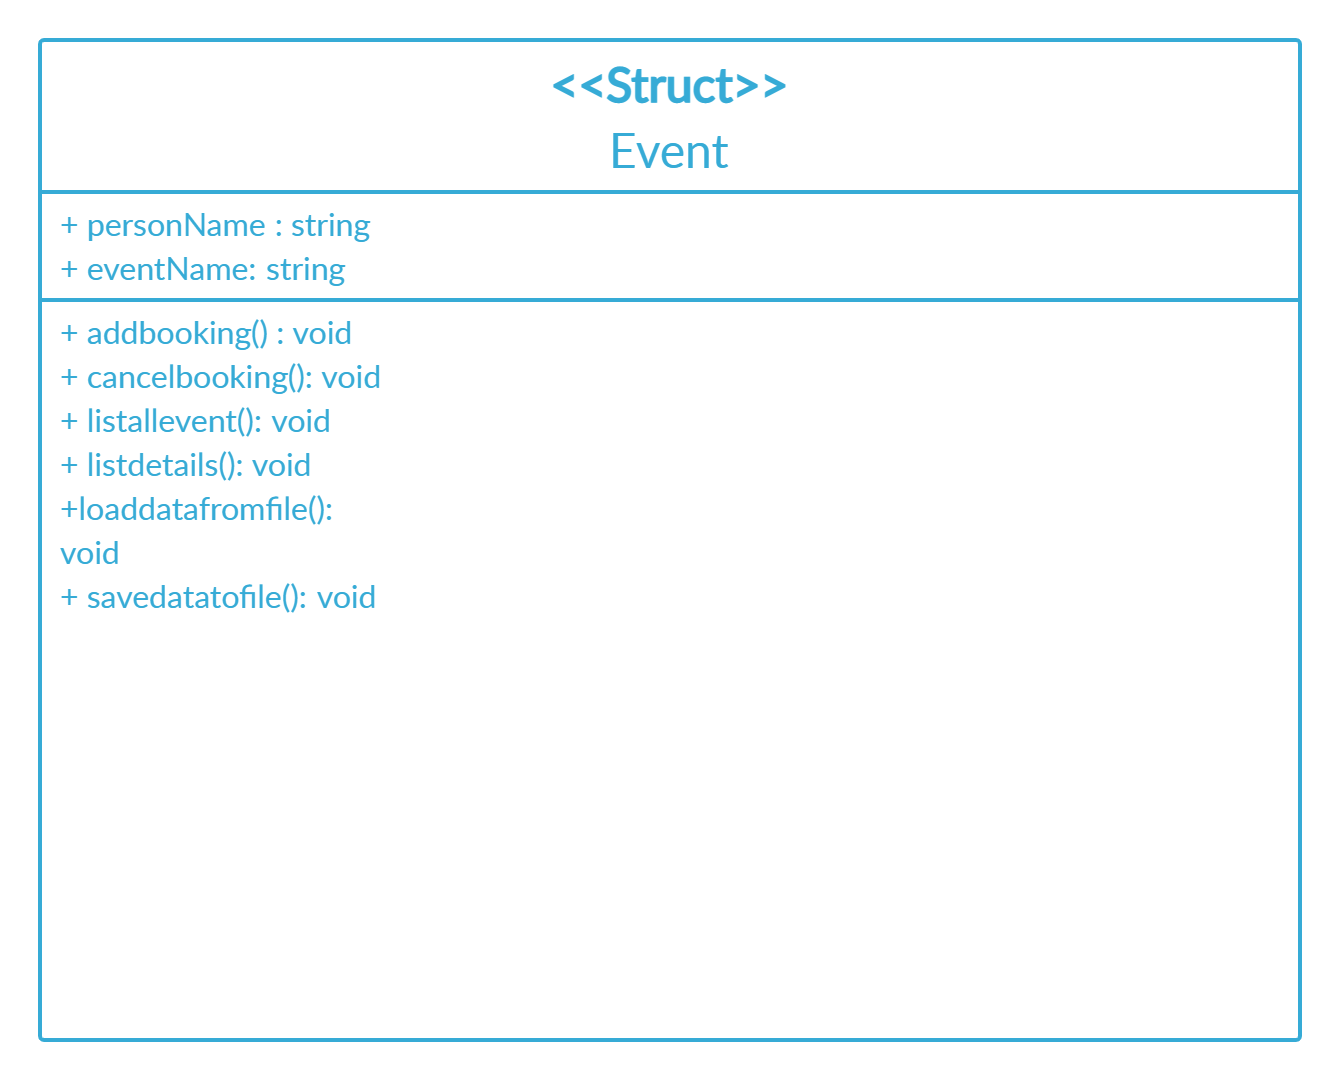 <<Struct>>
Event
+ personName : string
+ eventName: string
+ addbooking() : void
+ cancelbooking(): void
+ listallevent(): void
+ listdetails(): void
+loaddatafromfile():
void
+ savedatatofile(): void